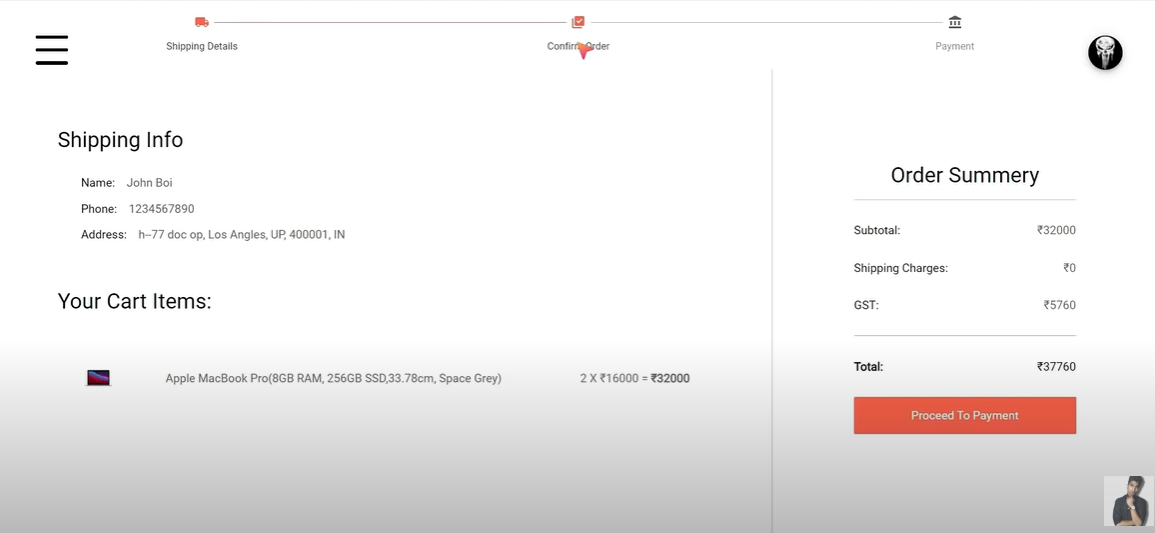 Shipping Details
Confirm Order
Payment
Shipping Info
Name: John Boi
Phone: 1234567890
Address: h--77 doc op, Los Angles, UP, 400001, IN
Your Cart Items:
Apple MacBook Pro(8GB RAM, 256GB SSD,33.78cm, Space Grey)
2 X ₹16000 = ₹32000
Order Summary
Subtotal: ₹32000
Shipping Charges: ₹0
GST: ₹5760
Total: ₹37760
Proceed To Payment